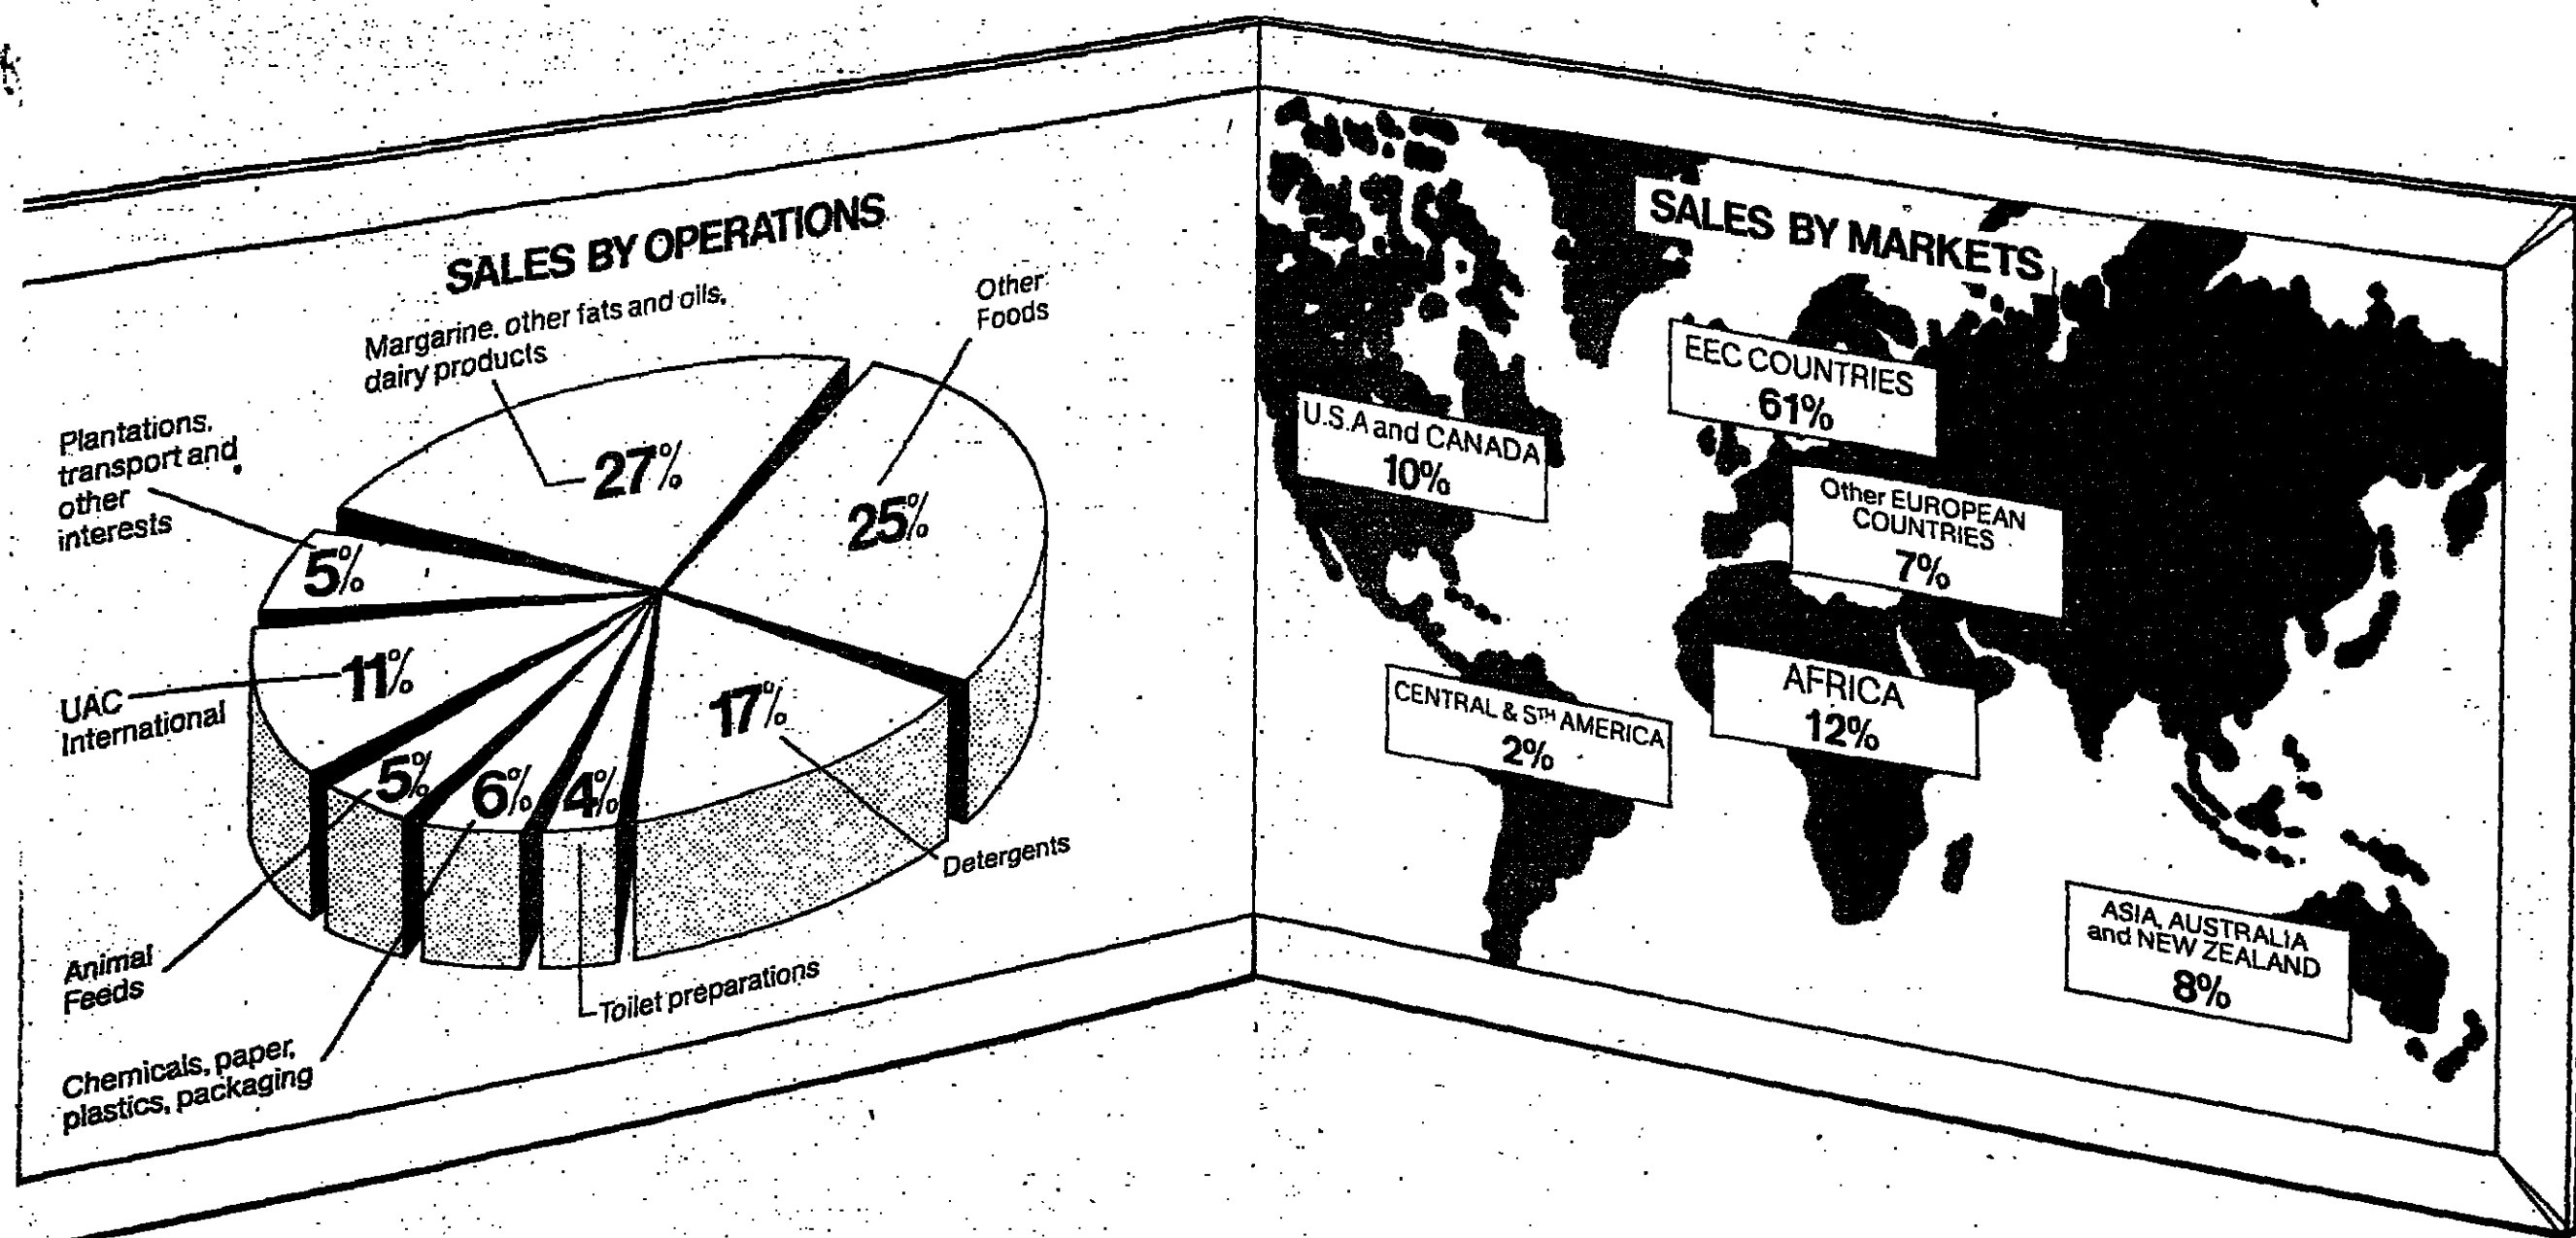 SALES BY OPERATIONS
Margarine, other fats and oils,
dairy products
27%
Other
Foods
25%
Plantations,
transport and
other
interests
5%
UAC
International
11%
Animal
Feeds
5%
Chemicals, paper,
plastics, packaging
6%
Toilet preparations
4%
Detergents
17%
SALES BY MARKETS
EEC COUNTRIES
61%
U.S.A and CANADA
10%
Other EUROPEAN
COUNTRIES
7%
CENTRAL & STH AMERICA
2%
AFRICA
12%
ASIA, AUSTRALIA
and NEW ZEALAND
8%